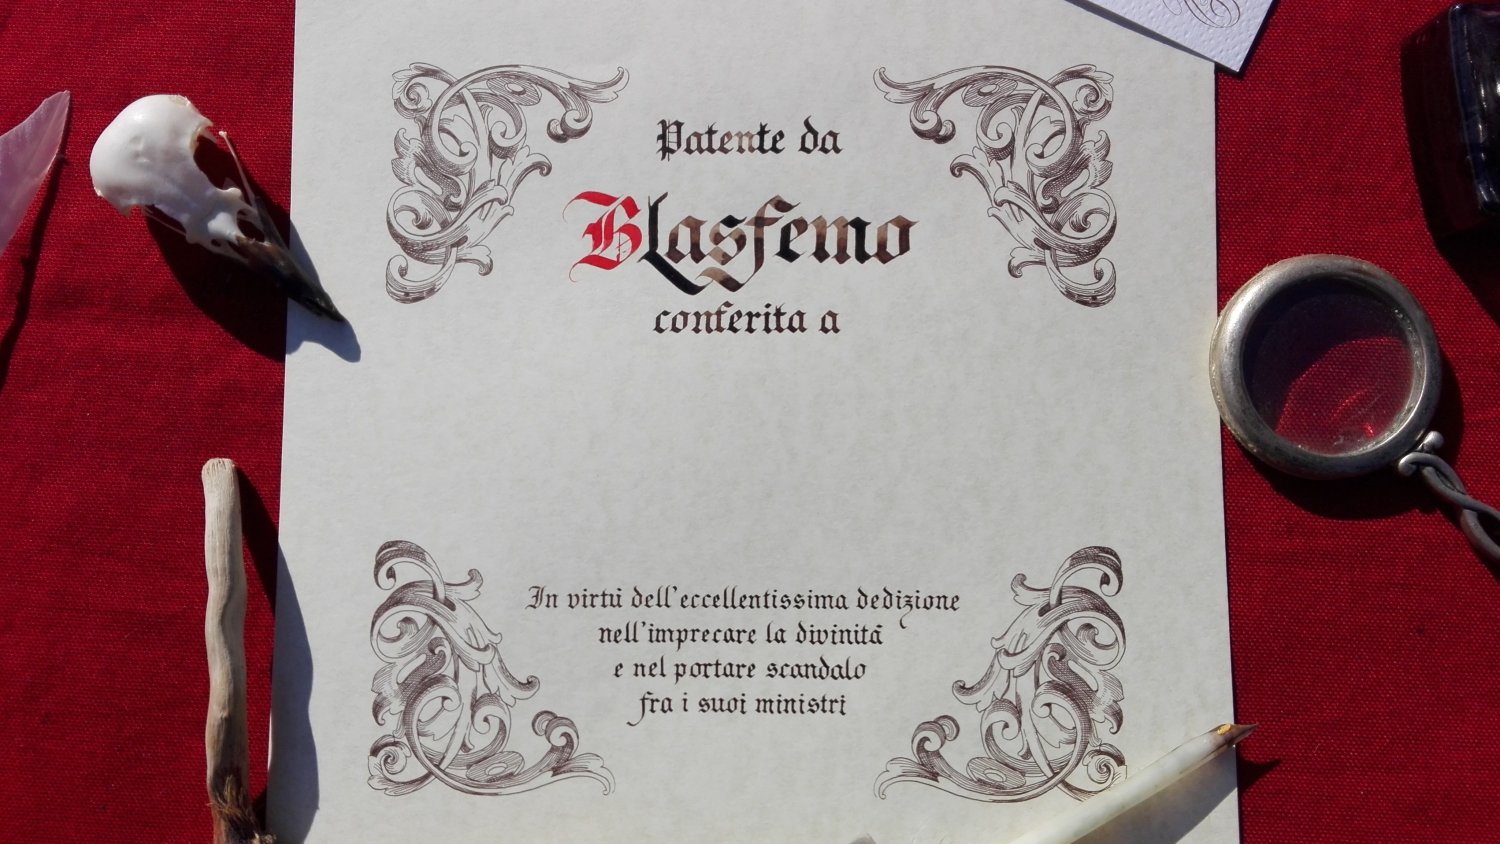 Patente da
Blasfemo
conferita a
In virtù dell'eccellentissima dedizione
nell'imprecare la divinità
e nel portare scandalo
fra i suoi ministri